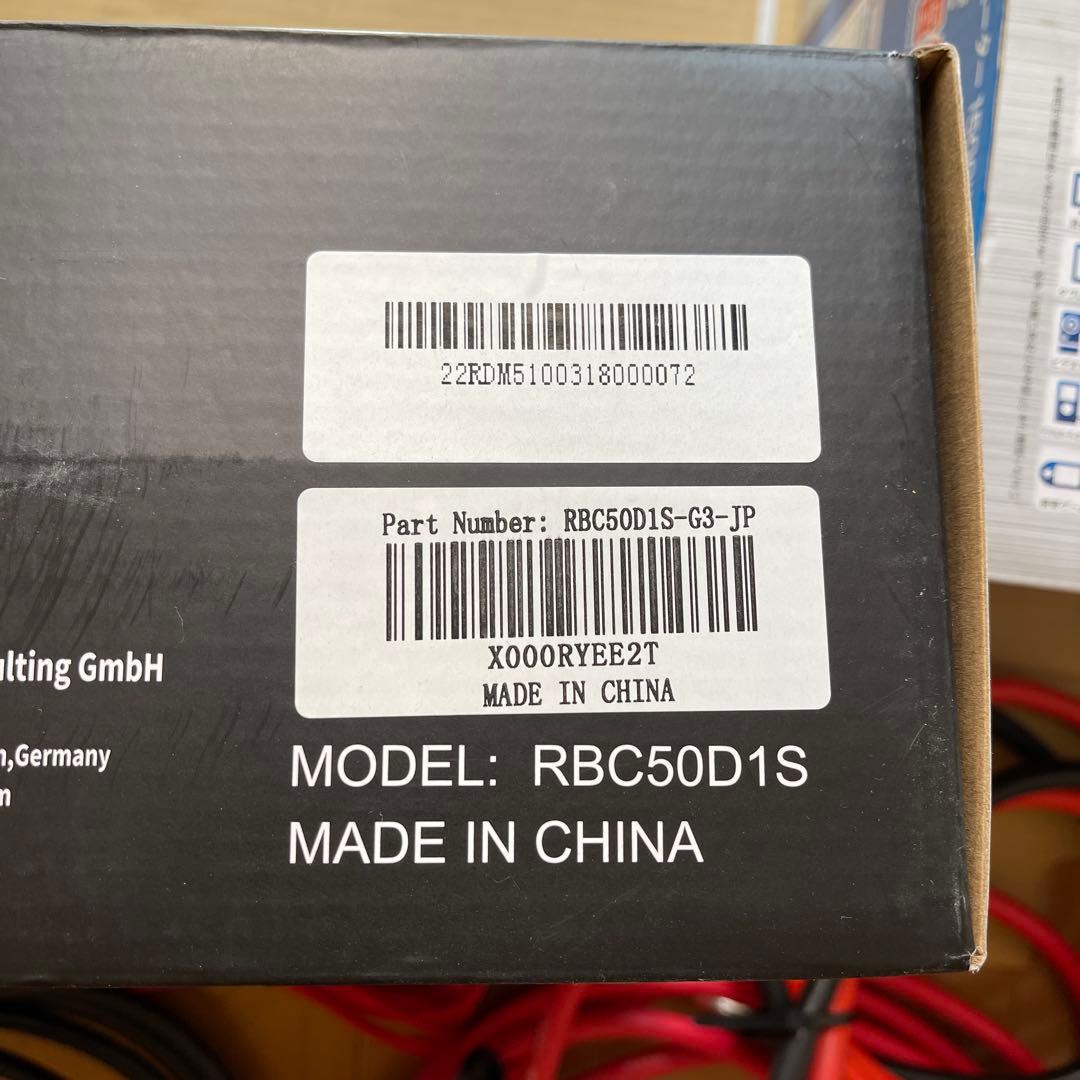 22RDM5100318000072
Part Number: RBC50D1S-G3-JP
X000RYEE2T
MADE IN CHINA
ulting GmbH
n,Germany
m
MODEL: RBC50D1S
MADE IN CHINA